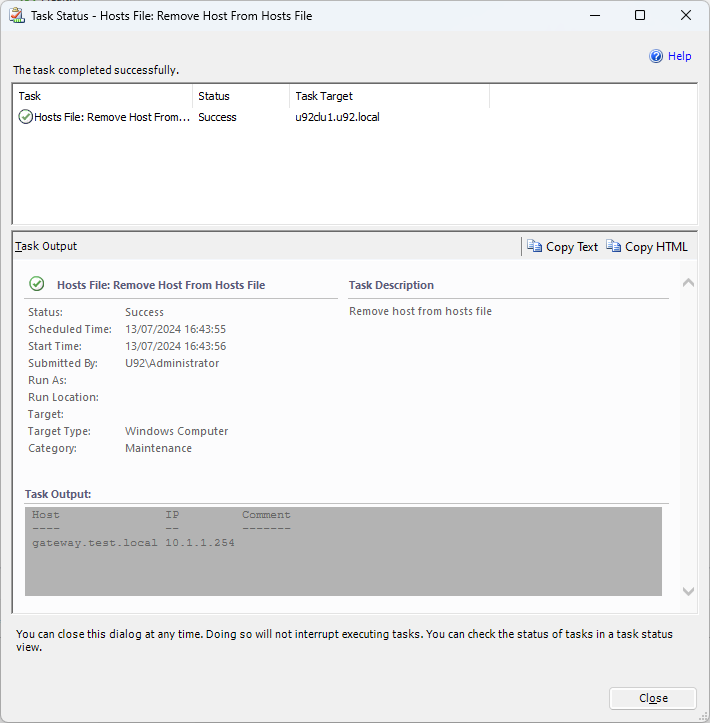 Task Status - Hosts File: Remove Host From Hosts File
Help
The task completed successfully.
Task Status Task Target
Hosts File: Remove Host From... Success u92clu1.u92.local
Task Output Copy Text Copy HTML
Hosts File: Remove Host From Hosts File Task Description
Status: Success Remove host from hosts file
Scheduled Time: 13/07/2024 16:43:55
Start Time: 13/07/2024 16:43:56
Submitted By: U92\Administrator
Run As:
Run Location:
Target:
Target Type: Windows Computer
Category: Maintenance
Task Output:
Host IP Comment
---- -- -------
gateway.test.local 10.1.1.254
You can close this dialog at any time. Doing so will not interrupt executing tasks. You can check the status of tasks in a task status
view.
Close